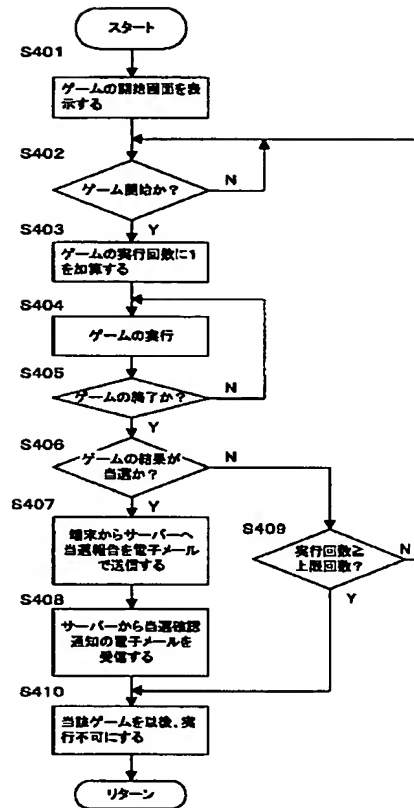 スタート
S401
ゲームの開始画面を表
示する
S402
ゲーム開始か?
N
Y
S403
ゲームの実行回数に1
を加算する
S404
ゲームの実行
S405
ゲームの終了か?
N
Y
S406
ゲームの結果が
当選か?
N
Y
S407
端末からサーバーへ
当選報告を電子メール
で送信する
S409
実行回数≧
上限回数?
N
Y
S408
サーバーから当選確認
通知の電子メールを
受信する
S410
当該ゲームを以後、実
行不可にする
リターン